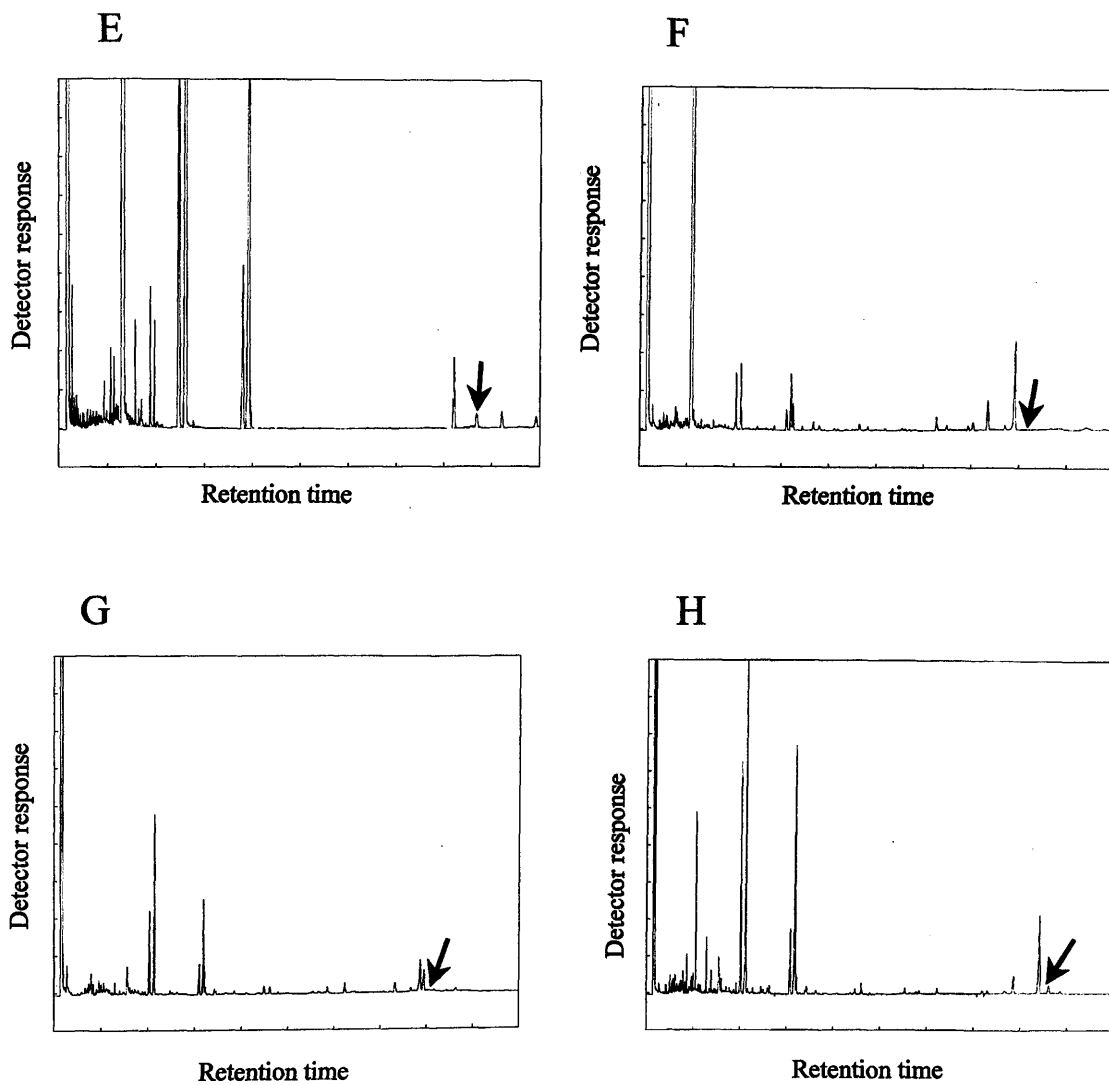 E
Detector response
Retention time
F
Detector response
Retention time
G
Detector response
Retention time
H
Detector response
Retention time